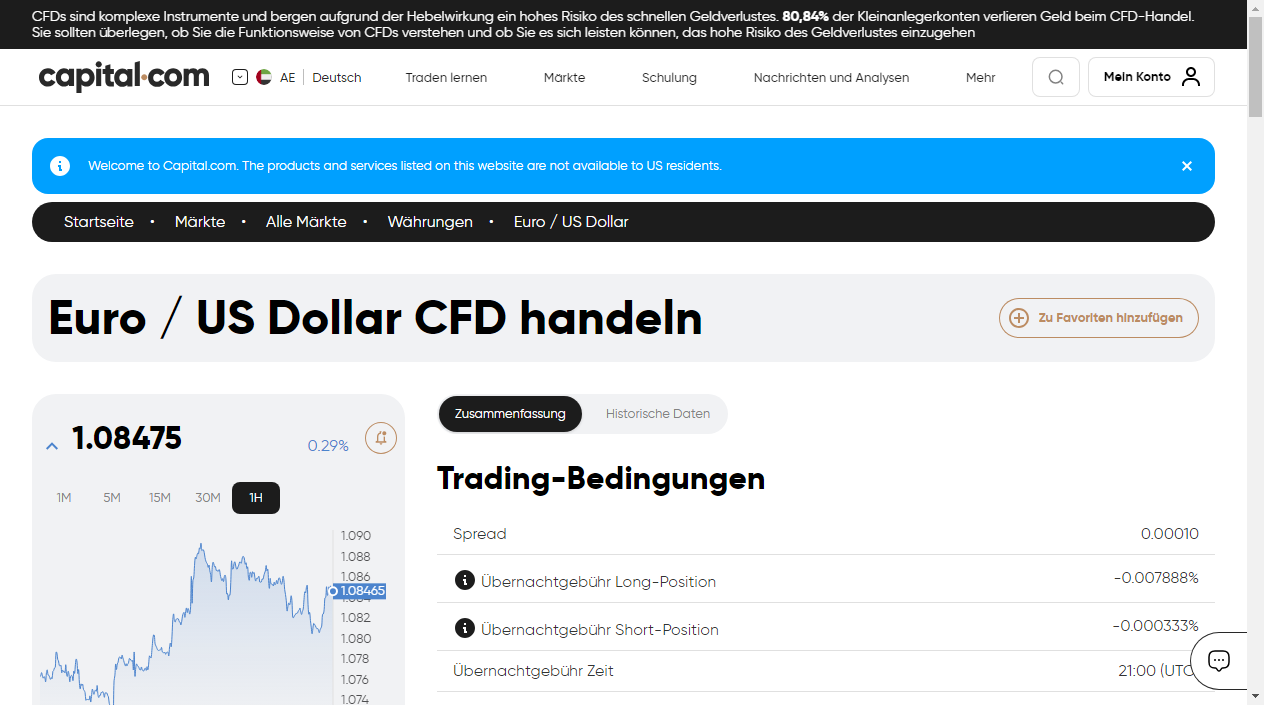 CFDs sind komplexe Instrumente und bergen aufgrund der Hebelwirkung ein hohes Risiko des schnellen Geldverlustes. 80,84% der Kleinanlegerkonten verlieren Geld beim CFD-Handel.
Sie sollten überlegen, ob Sie die Funktionsweise von CFDs verstehen und ob Sie es sich leisten können, das hohe Risiko des Geldverlustes einzugehen
capital.com AE Deutsch Traden lernen Märkte Schulung Nachrichten und Analysen Mehr Mein Konto
Welcome to Capital.com. The products and services listed on this website are not available to US residents.
Startseite • Märkte • Alle Märkte • Währungen • Euro / US Dollar
Euro / US Dollar CFD handeln
Zu Favoriten hinzufügen
1.08475
0.29%
1M 5M 15M 30M 1H
1.090
1.088
1.086
1.08465
1.082
1.080
1.078
1.076
1.074
Zusammenfassung Historische Daten
Trading-Bedingungen
Spread 0.00010
Übernachtgebühr Long-Position -0.007888%
Übernachtgebühr Short-Position -0.000333%
Übernachtgebühr Zeit 21:00 (UTC